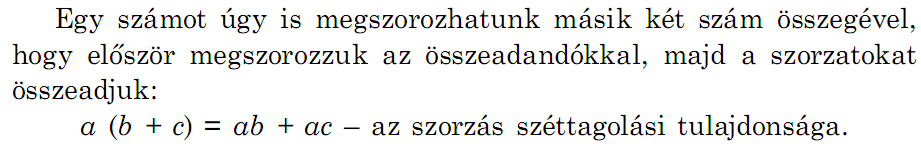 Egy számot úgy is megszorozhatunk másik két szám összegével,
hogy először megszorozzuk az összeadandókkal, majd a szorzatokat
összeadjuk:
a (b + c) = ab + ac – az szorzás széttagolási tulajdonsága.